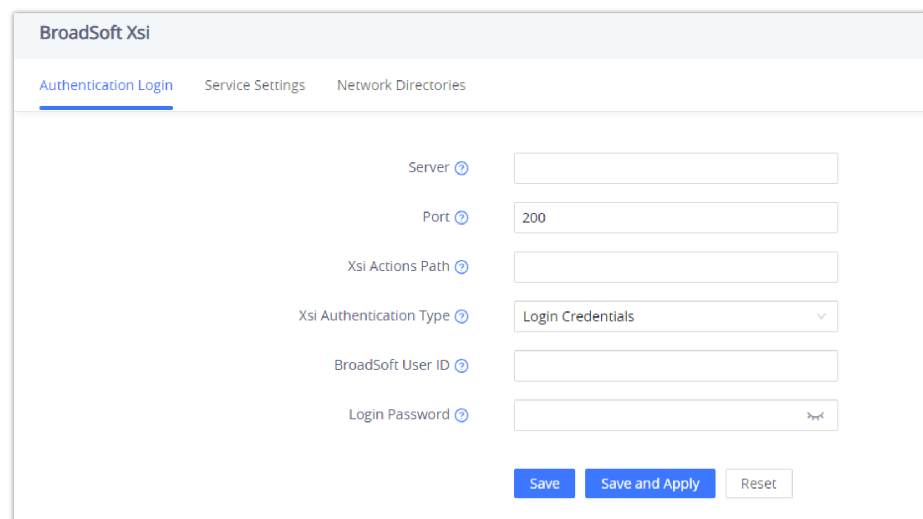 BroadSoft Xsi
Authentication Login Service Settings Network Directories
Server
Port 200
Xsi Actions Path
Xsi Authentication Type Login Credentials
BroadSoft User ID
Login Password
Save Save and Apply Reset